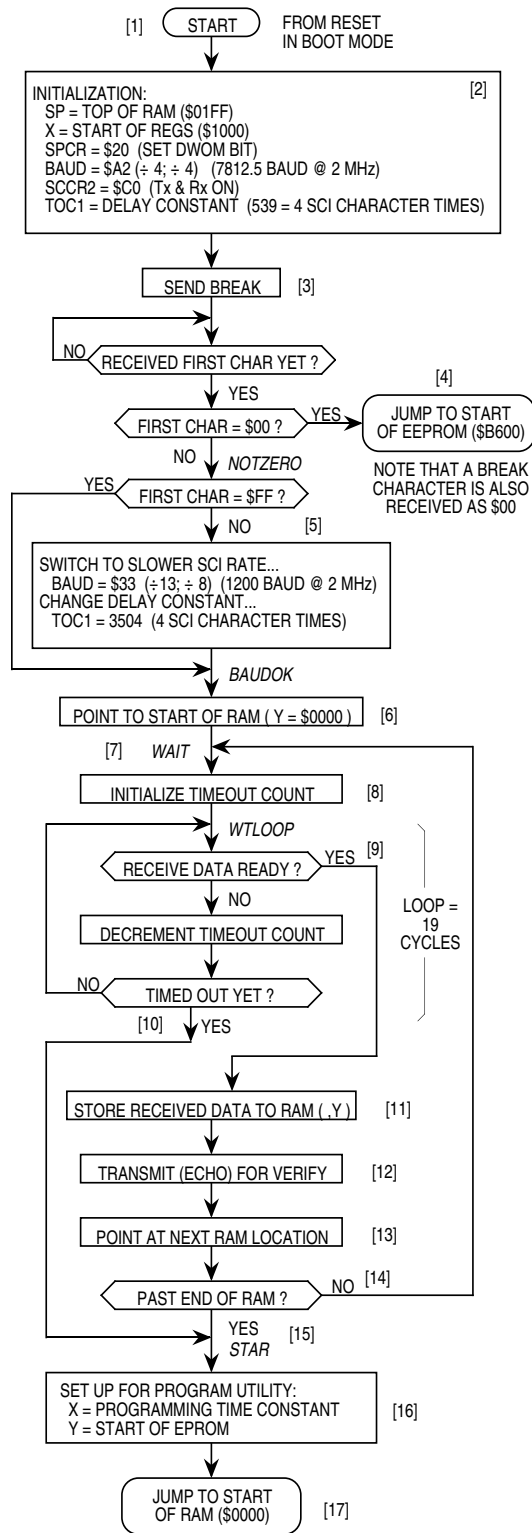 [1]
START
FROM RESET
IN BOOT MODE
[2]
INITIALIZATION:
SP = TOP OF RAM ($01FF)
X = START OF REGS ($1000)
SPCR = $20 (SET DWOM BIT)
BAUD = $A2 (÷ 4; ÷ 4) (7812.5 BAUD @ 2 MHz)
SCCR2 = $C0 (Tx & Rx ON)
TOC1 = DELAY CONSTANT (539 = 4 SCI CHARACTER TIMES)
SEND BREAK
[3]
NO
RECEIVED FIRST CHAR YET ?
YES
[4]
FIRST CHAR = $00 ?
YES
JUMP TO START
OF EEPROM ($B600)
NOTE THAT A BREAK
CHARACTER IS ALSO
RECEIVED AS $00
NO
NOTZERO
YES
FIRST CHAR = $FF ?
NO
[5]
SWITCH TO SLOWER SCI RATE...
BAUD = $33 (÷13; ÷ 8) (1200 BAUD @ 2 MHz)
CHANGE DELAY CONSTANT...
TOC1 = 3504 (4 SCI CHARACTER TIMES)
BAUDOK
POINT TO START OF RAM ( Y = $0000 )
[6]
[7]
WAIT
INITIALIZE TIMEOUT COUNT
[8]
WTLOOP
RECEIVE DATA READY ?
YES
[9]
NO
DECREMENT TIMEOUT COUNT
LOOP =
19
CYCLES
NO
TIMED OUT YET ?
[10]
YES
STORE RECEIVED DATA TO RAM ( ,Y )
[11]
TRANSMIT (ECHO) FOR VERIFY
[12]
POINT AT NEXT RAM LOCATION
[13]
PAST END OF RAM ?
NO
[14]
YES
STAR
[15]
SET UP FOR PROGRAM UTILITY:
X = PROGRAMMING TIME CONSTANT
Y = START OF EPROM
[16]
JUMP TO START
OF RAM ($0000)
[17]